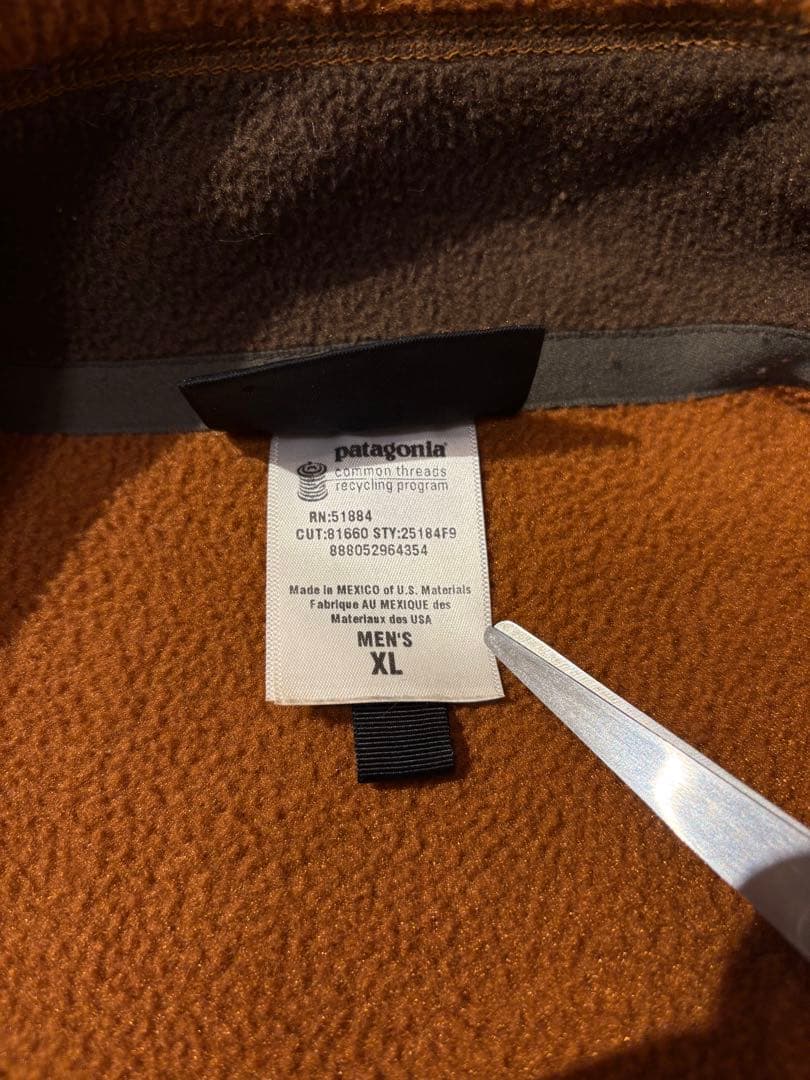 patagonia
common threads
recycling program
RN:51884
CUT:81660 STY:25184F9
888052964354
Made in MEXICO of U.S. Materials
Fabrique AU MEXIQUE des
Materiaux des USA
MEN'S
XL